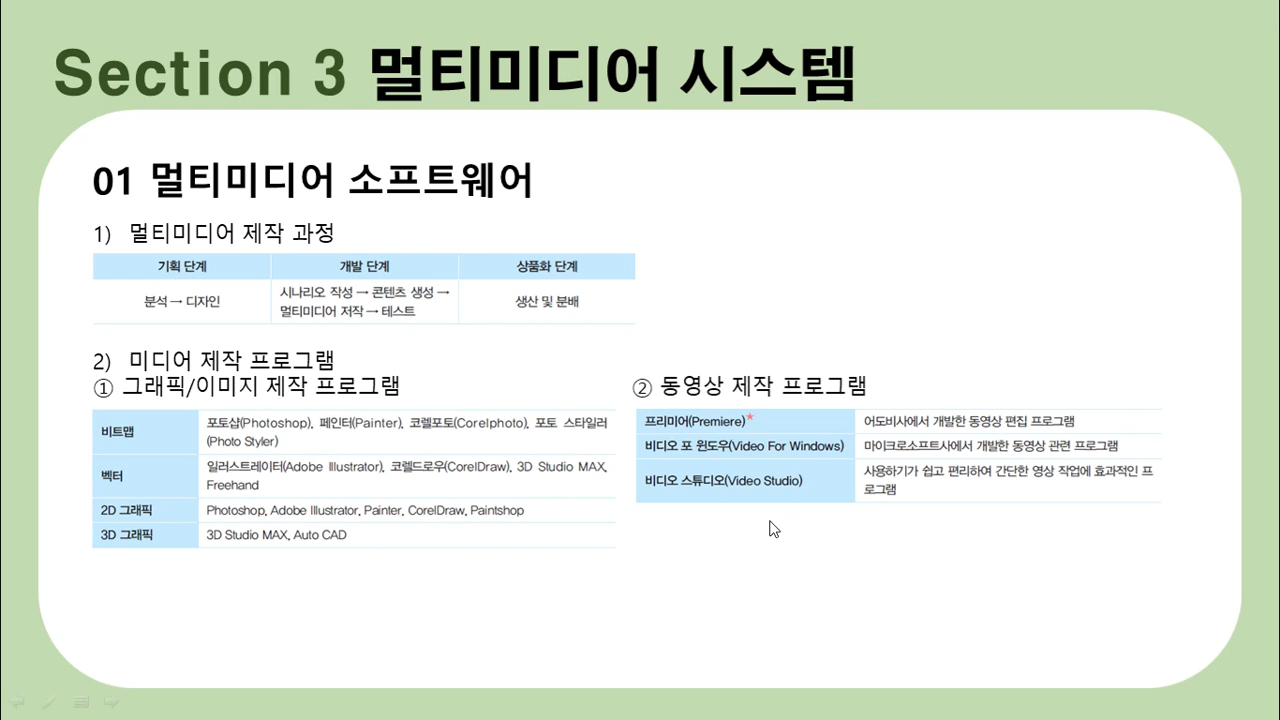 Section 3 멀티미디어 시스템
01 멀티미디어 소프트웨어
1) 멀티미디어 제작 과정
기획 단계 개발 단계 상품화 단계
분석 → 디자인
시나리오 작성 → 콘텐츠 생성 →
멀티미디어 저작 → 테스트
생산 및 분배
2) 미디어 제작 프로그램
① 그래픽/이미지 제작 프로그램
비트맵
포토샵(Photoshop), 페인터(Painter), 코렐포토(Corelphoto), 포토 스타일러
(Photo Styler)
벡터
일러스트레이터(Adobe Illustrator), 코렐드로우(CorelDraw), 3D Studio MAX,
Freehand
2D 그래픽 Photoshop, Adobe Illustrator, Painter, CorelDraw, Paintshop
3D 그래픽 3D Studio MAX, Auto CAD
② 동영상 제작 프로그램
프리미어(Premiere)* 어도비사에서 개발한 동영상 편집 프로그램
비디오 포 윈도우(Video For Windows) 마이크로소프트사에서 개발한 동영상 관련 프로그램
비디오 스튜디오(Video Studio)
사용하기가 쉽고 편리하여 간단한 영상 작업에 효과적인 프
로그램